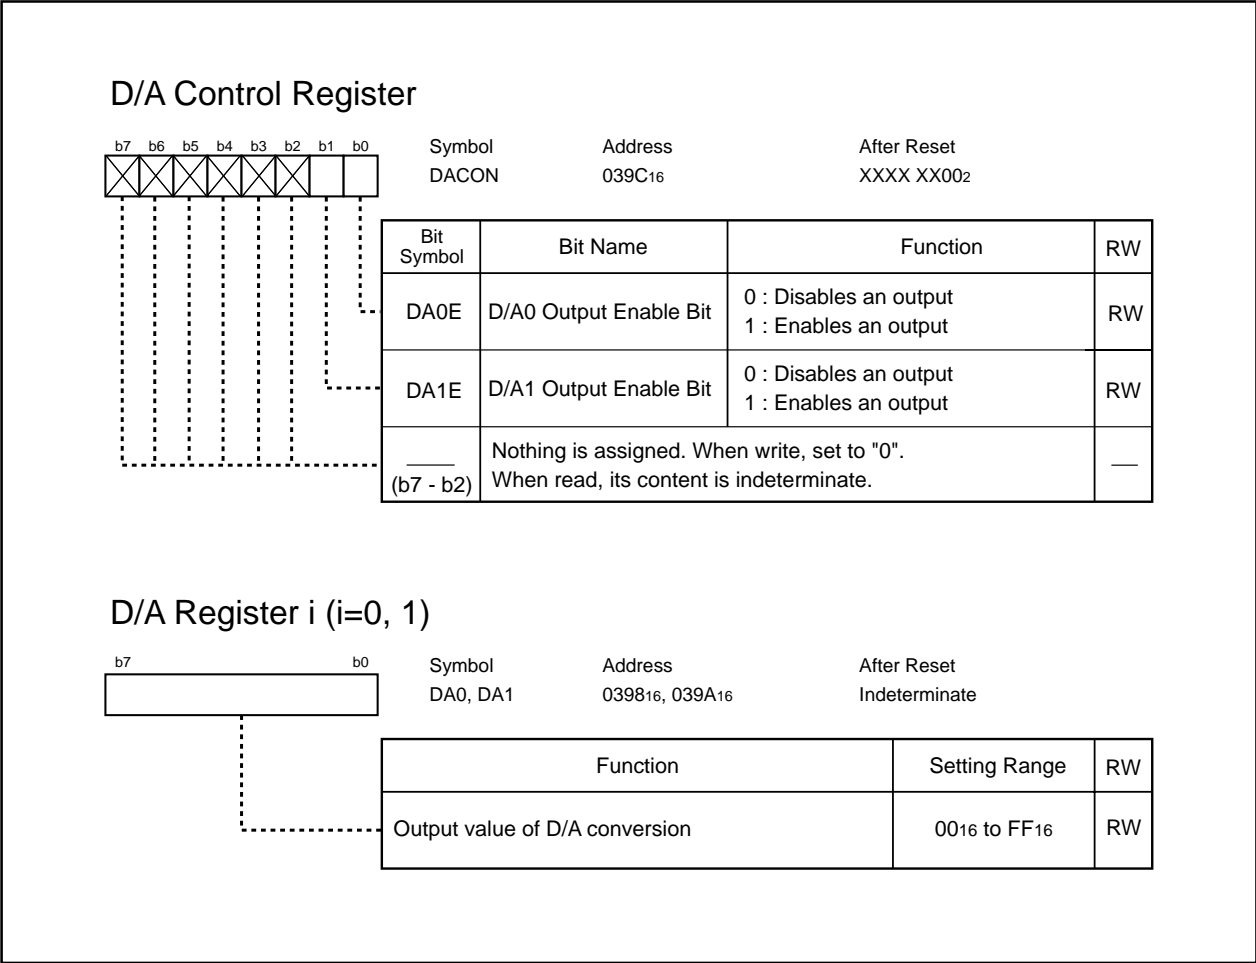 D/A Control Register
b7 b6 b5 b4 b3 b2 b1 b0
Symbol Address After Reset
DACON 039C16 XXXX XX002
Bit Symbol Bit Name Function RW
DA0E D/A0 Output Enable Bit 0 : Disables an output RW
1 : Enables an output
DA1E D/A1 Output Enable Bit 0 : Disables an output RW
1 : Enables an output
Nothing is assigned. When write, set to "0".
(b7 - b2) When read, its content is indeterminate.
D/A Register i (i=0, 1)
b7 b0
Symbol Address After Reset
DA0, DA1 039816, 039A16 Indeterminate
Function Setting Range RW
Output value of D/A conversion 0016 to FF16 RW